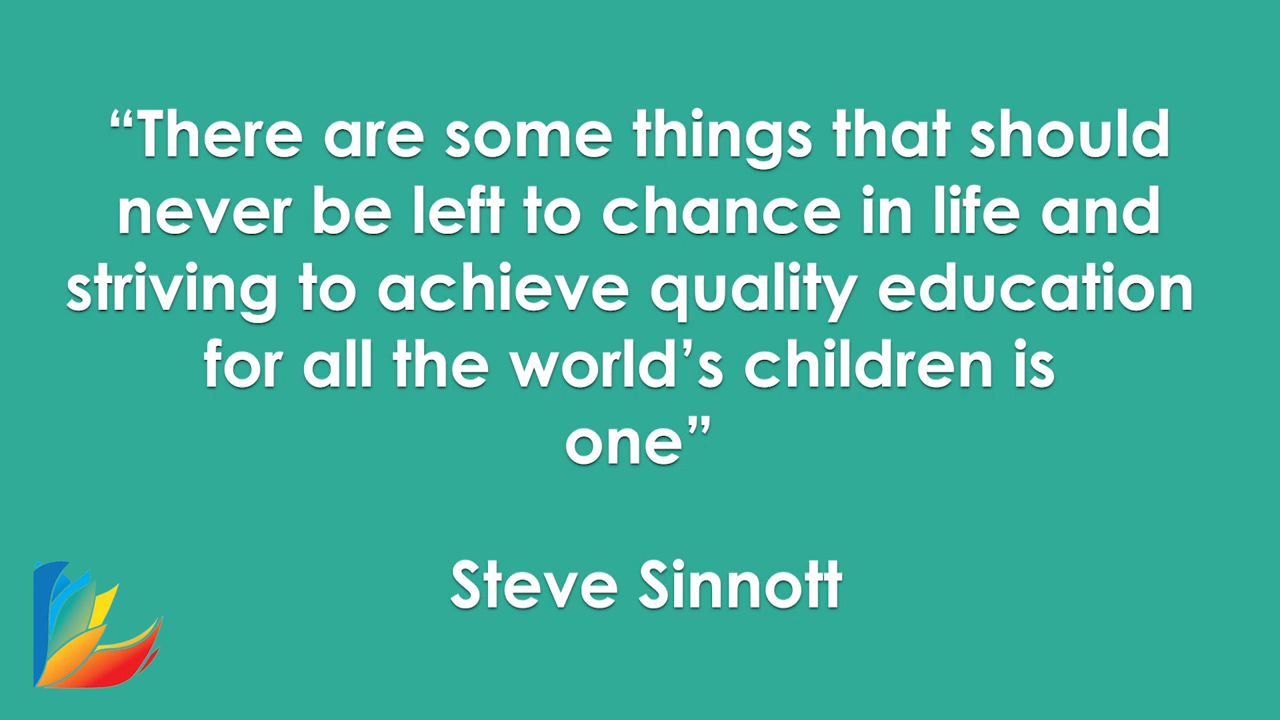 “There are some things that should
never be left to chance in life and
striving to achieve quality education
for all the world’s children is
one”
Steve Sinnott